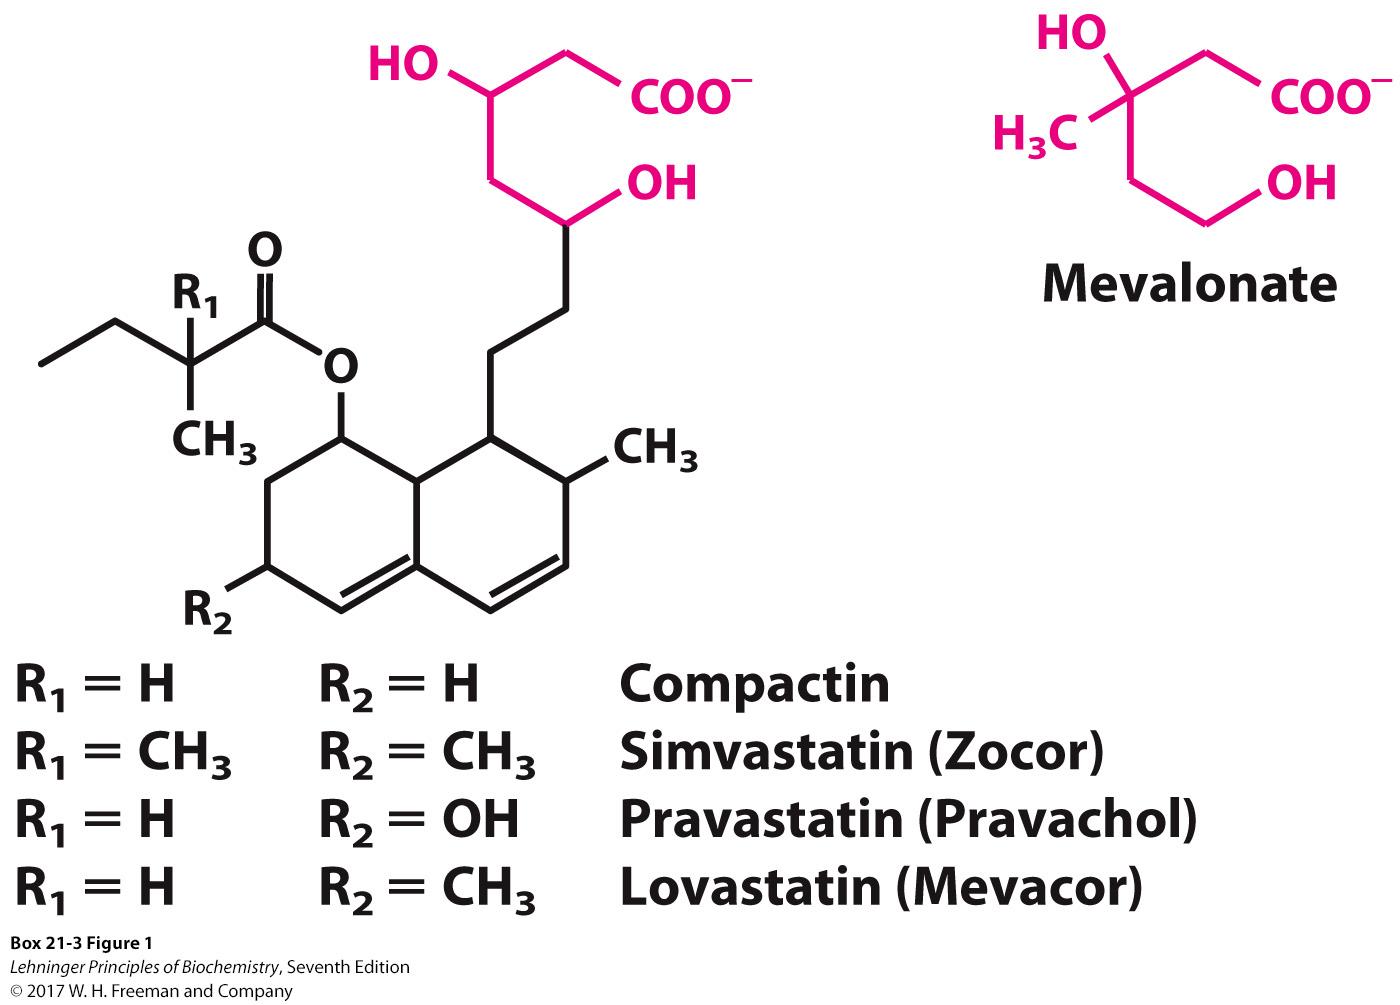 HO
COO⁻
OH
O
R₁
O
CH₃
CH₃
R₂
HO
COO⁻
H₃C
OH
Mevalonate
R₁ = H R₂ = H Compactin
R₁ = CH₃ R₂ = CH₃ Simvastatin (Zocor)
R₁ = H R₂ = OH Pravastatin (Pravachol)
R₁ = H R₂ = CH₃ Lovastatin (Mevacor)
Box 21-3 Figure 1
Lehninger Principles of Biochemistry, Seventh Edition
© 2017 W. H. Freeman and Company